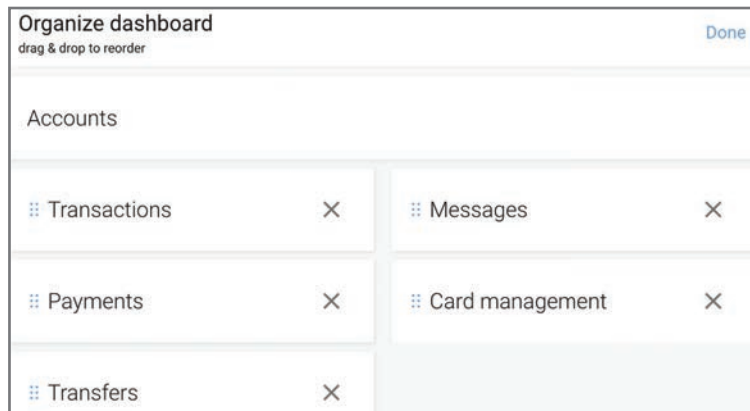 Organize dashboard
Done
drag & drop to reorder
Accounts
Transactions
Messages
Payments
Card management
Transfers